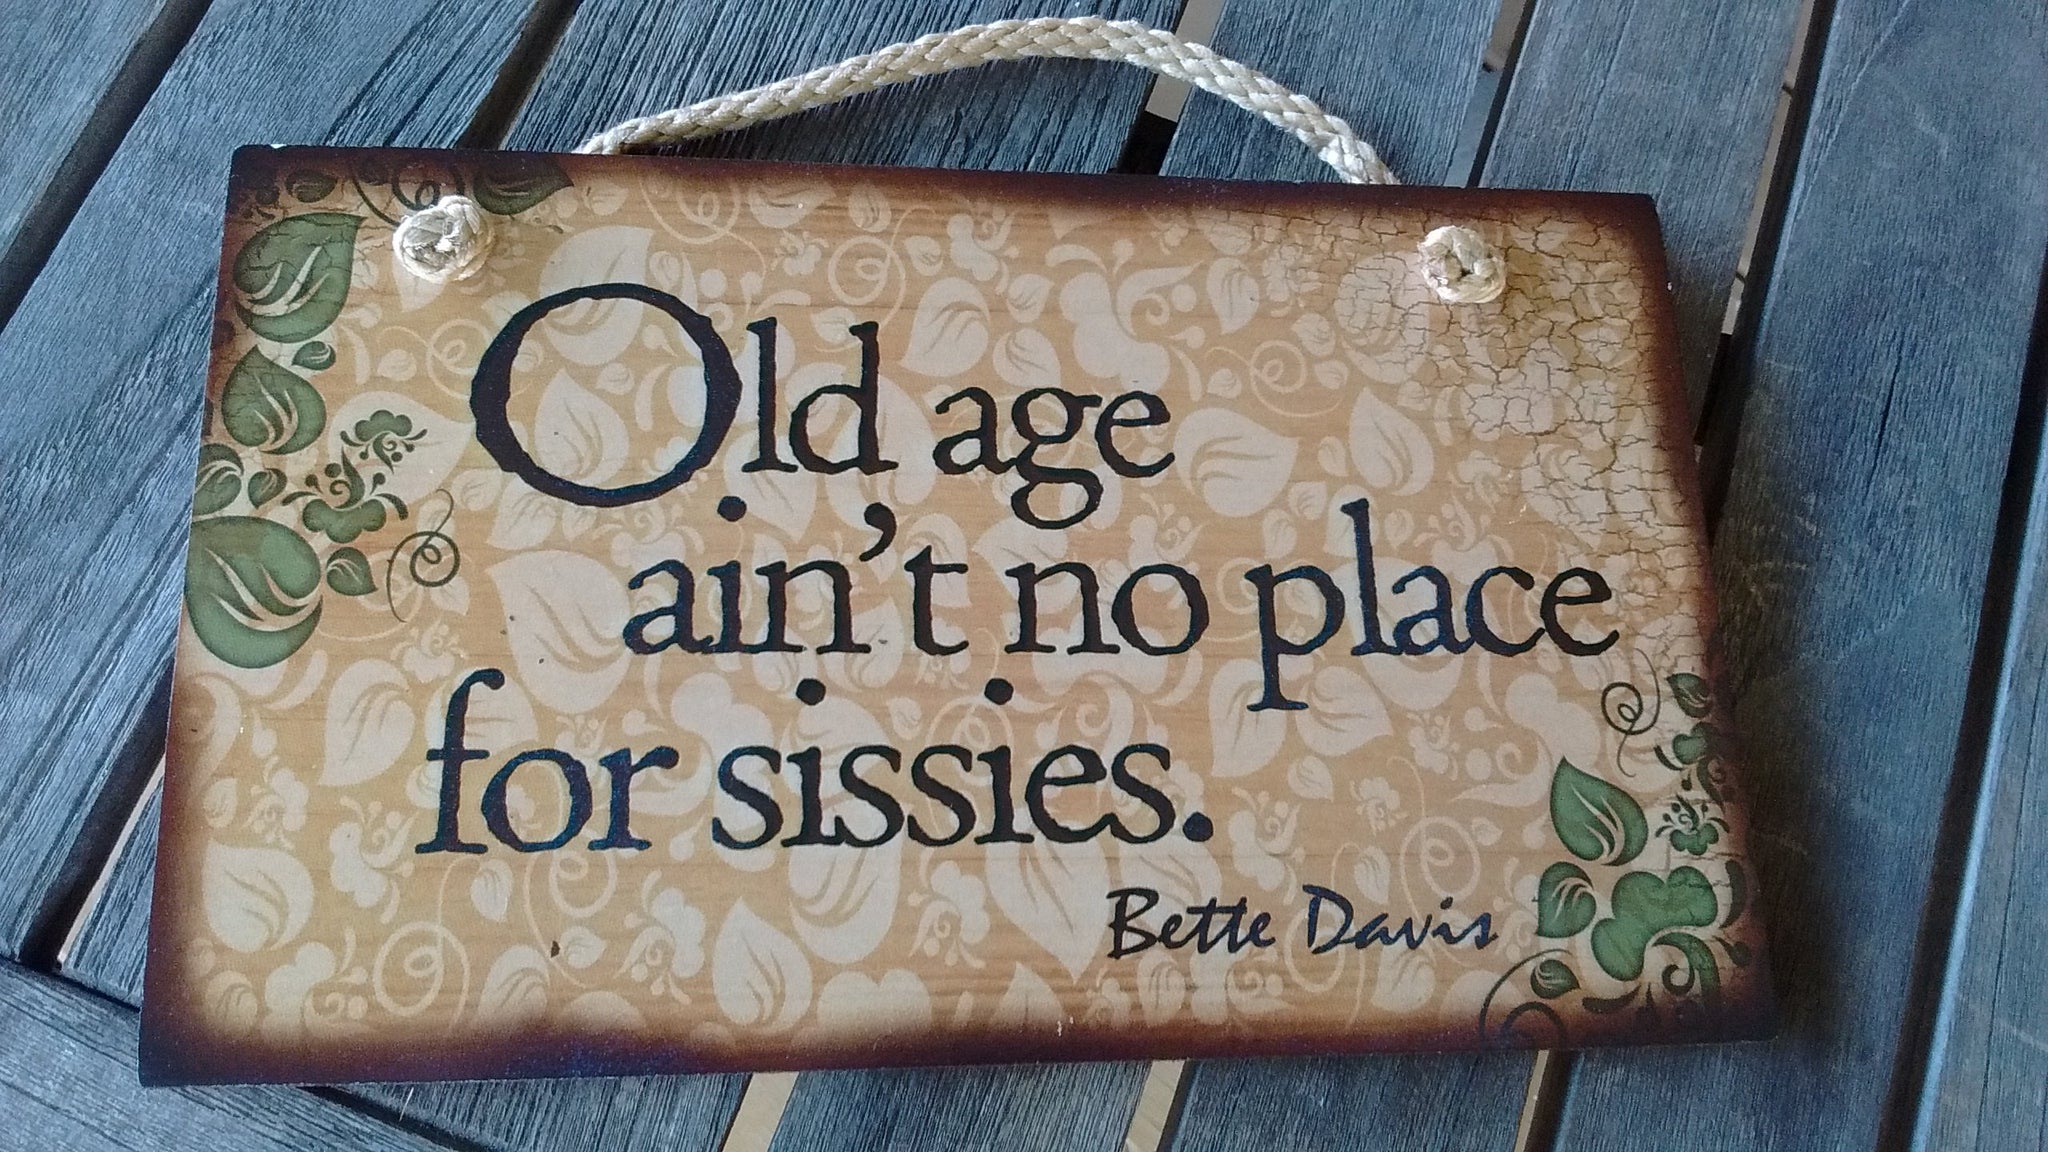 Old age
ain't no place
for sissies.
Bette Davis